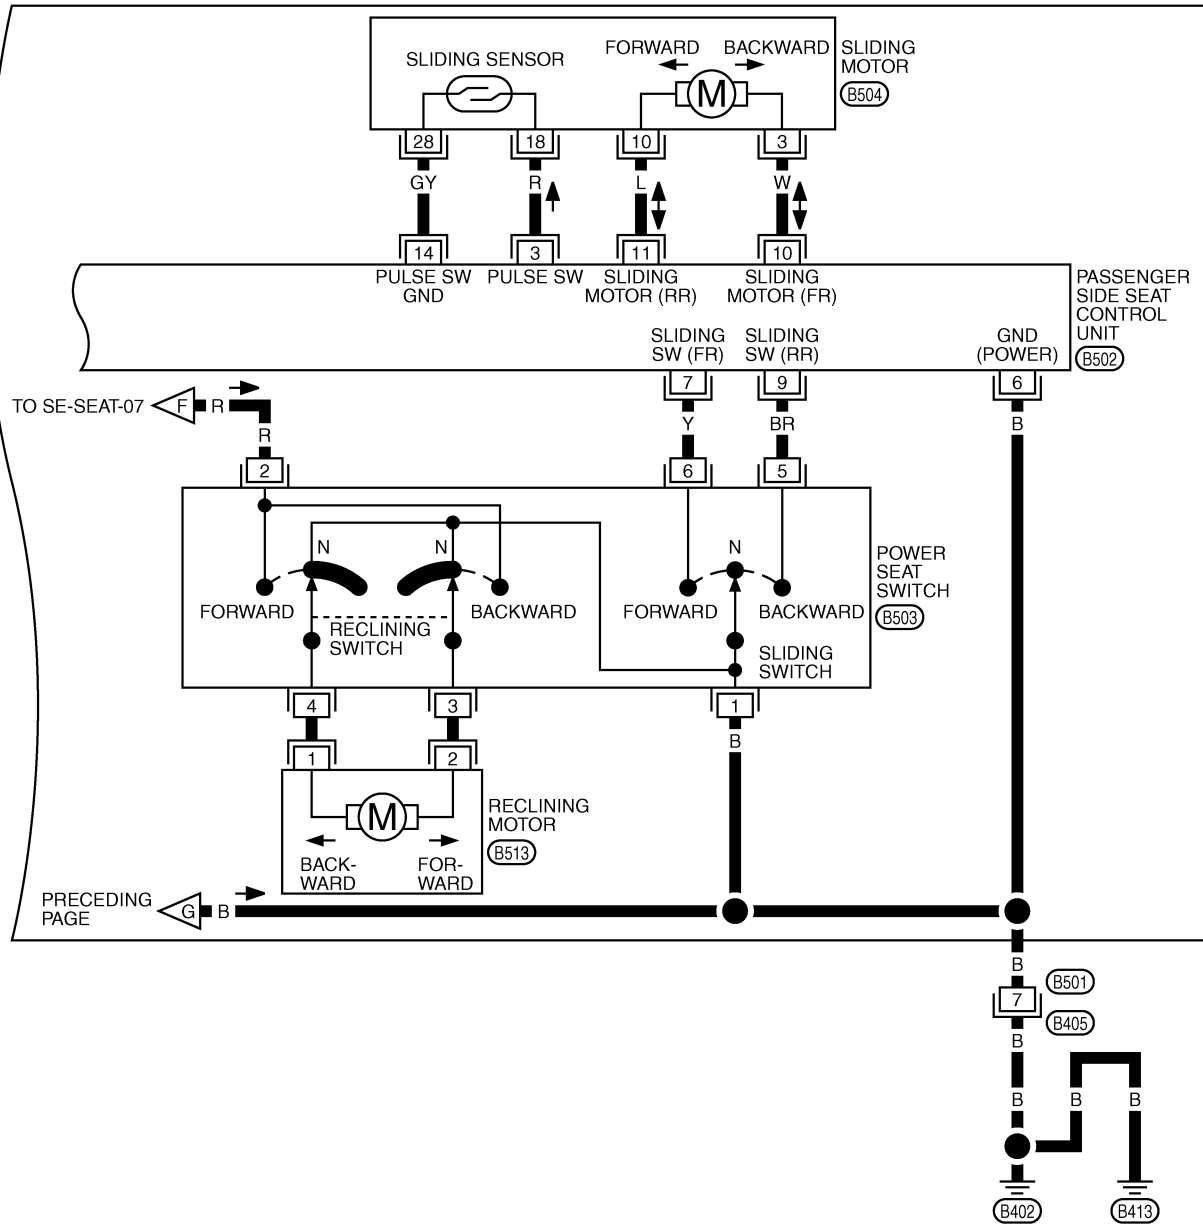 FORWARD BACKWARD
SLIDING SENSOR
M
SLIDING
MOTOR
B504
28 18 10 3
GY R L W
14 3 11 10
PULSE SW
GND
PULSE SW
SLIDING
MOTOR (RR)
SLIDING
MOTOR (FR)
PASSENGER
SIDE SEAT
CONTROL
UNIT
B502
SLIDING
SW (FR)
SLIDING
SW (RR)
GND
(POWER)
7 9 6
TO SE-SEAT-07 F R
R
Y BR B
2 6 5
N N N
FORWARD BACKWARD FORWARD BACKWARD
RECLINING
SWITCH
SLIDING
SWITCH
POWER
SEAT
SWITCH
B503
4 3 1
B
1 2
M
BACK-
WARD
FOR-
WARD
RECLINING
MOTOR
B513
PRECEDING
PAGE
G B
B
B501
7
B405
B
B B B
B402 B413